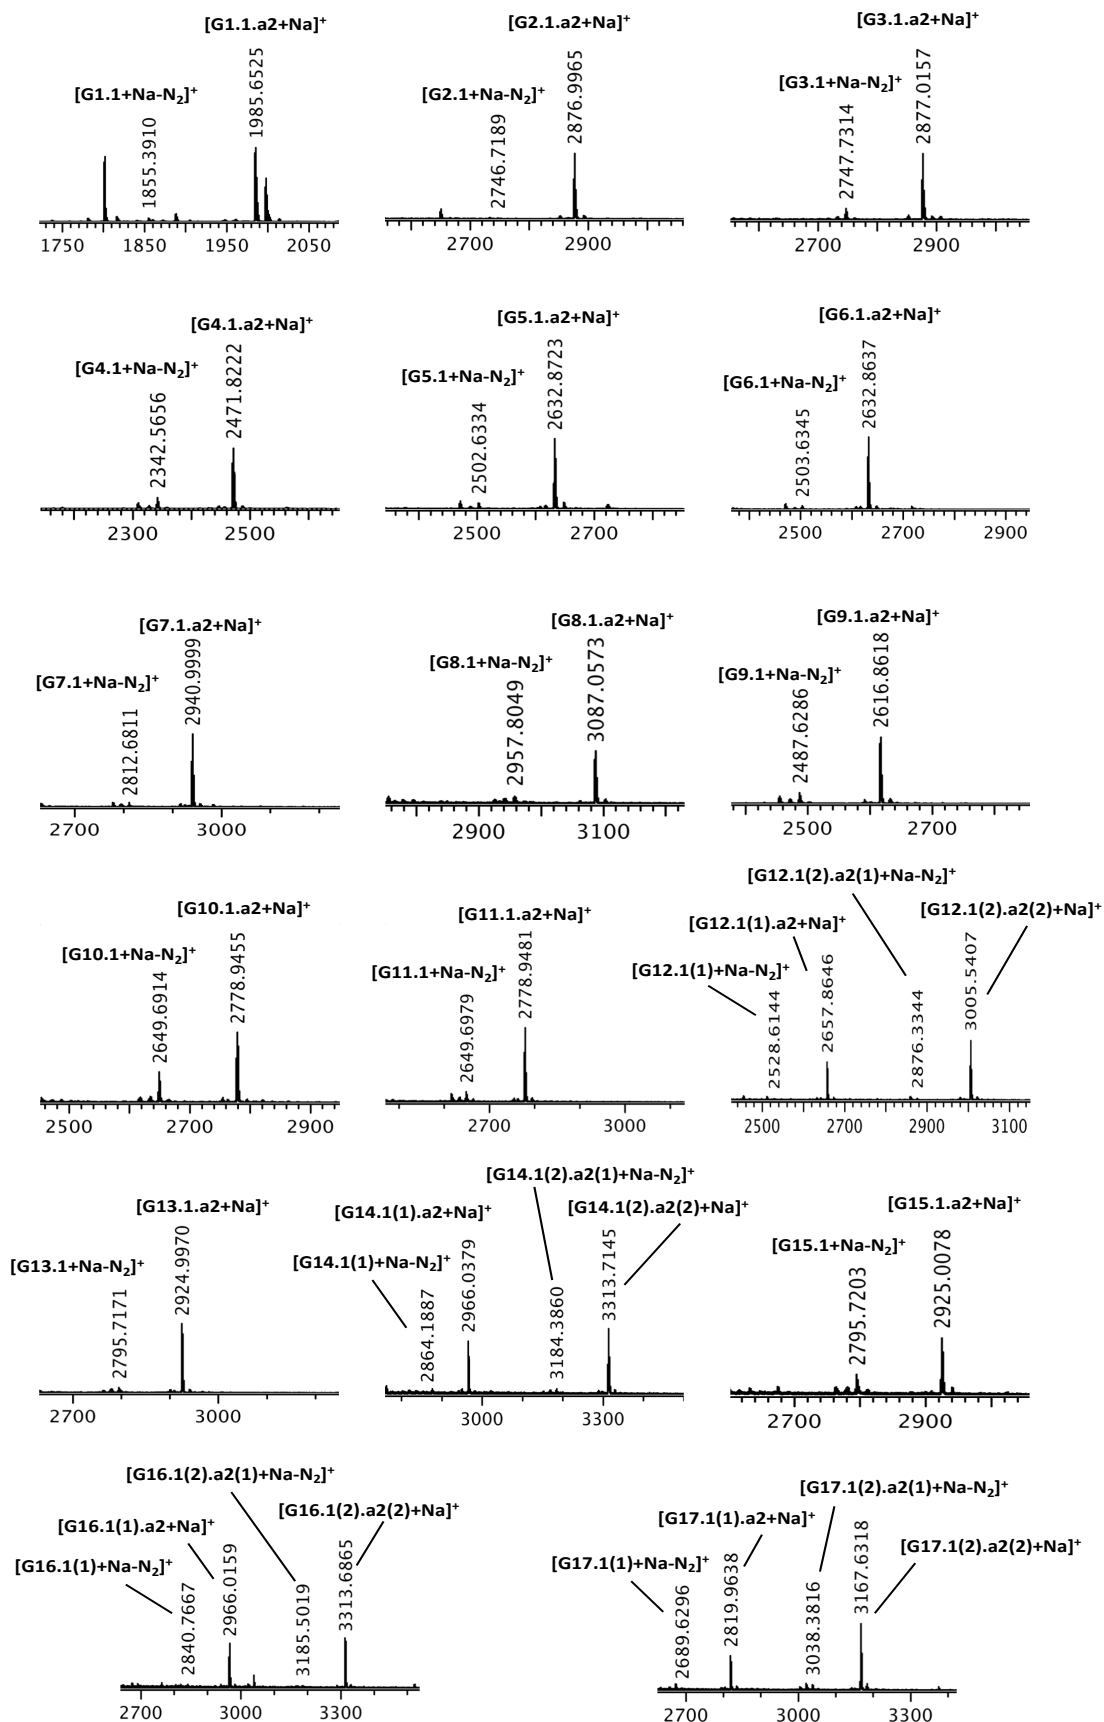 [G1.1.a2+Na]⁺
[G1.1+Na-N₂]⁺
1855.3910
1985.6525
1750 1850 1950 2050
[G2.1.a2+Na]⁺
[G2.1+Na-N₂]⁺
2746.7189
2876.9965
2700 2900
[G3.1.a2+Na]⁺
[G3.1+Na-N₂]⁺
2747.7314
2877.0157
2700 2900
[G4.1.a2+Na]⁺
[G4.1+Na-N₂]⁺
2342.5656
2471.8222
2300 2500
[G5.1.a2+Na]⁺
[G5.1+Na-N₂]⁺
2502.6334
2632.8723
2500 2700
[G6.1.a2+Na]⁺
[G6.1+Na-N₂]⁺
2503.6345
2632.8637
2500 2700 2900
[G7.1.a2+Na]⁺
[G7.1+Na-N₂]⁺
2812.6811
2940.9999
2700 3000
[G8.1.a2+Na]⁺
[G8.1+Na-N₂]⁺
2957.8049
3087.0573
2900 3100
[G9.1.a2+Na]⁺
[G9.1+Na-N₂]⁺
2487.6286
2616.8618
2500 2700
[G10.1.a2+Na]⁺
[G10.1+Na-N₂]⁺
2649.6914
2778.9455
2500 2700 2900
[G11.1.a2+Na]⁺
[G11.1+Na-N₂]⁺
2649.6979
2778.9481
2700 3000
[G12.1(2).a2(1)+Na-N₂]⁺
[G12.1(2).a2(2)+Na]⁺
[G12.1(1).a2+Na]⁺
[G12.1(1)+Na-N₂]⁺
2528.6144
2657.8646
2876.3344
3005.5407
2500 2700 2900 3100
[G13.1.a2+Na]⁺
[G13.1+Na-N₂]⁺
2795.7171
2924.9970
2700 3000
[G14.1(2).a2(1)+Na-N₂]⁺
[G14.1(1).a2+Na]⁺
[G14.1(2).a2(2)+Na]⁺
[G14.1(1)+Na-N₂]⁺
2864.1887
2966.0379
3184.3860
3313.7145
3000 3300
[G15.1.a2+Na]⁺
[G15.1+Na-N₂]⁺
2795.7203
2925.0078
2700 2900
[G16.1(2).a2(1)+Na-N₂]⁺
[G16.1(2).a2(2)+Na]⁺
[G16.1(1).a2+Na]⁺
[G16.1(1)+Na-N₂]⁺
2840.7667
2966.0159
3185.5019
3313.6865
2700 3000 3300
[G17.1(2).a2(1)+Na-N₂]⁺
[G17.1(1).a2+Na]⁺
[G17.1(2).a2(2)+Na]⁺
[G17.1(1)+Na-N₂]⁺
2689.6296
2819.9638
3038.3816
3167.6318
2700 3000 3300